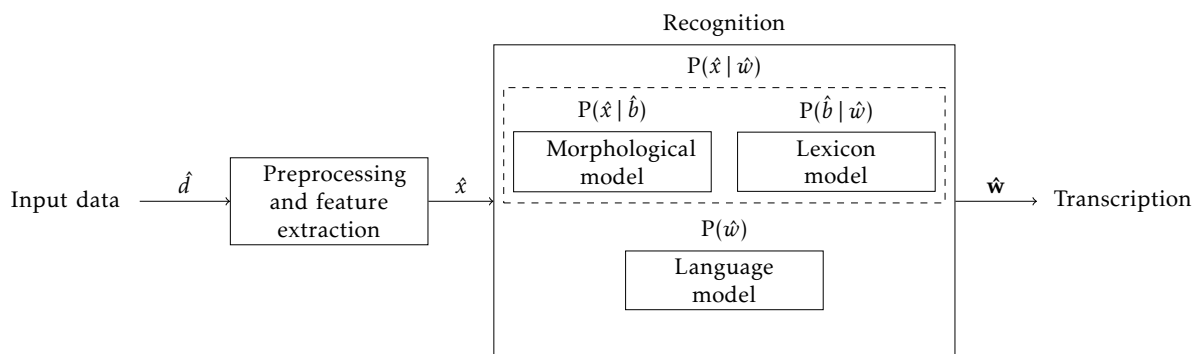 Recognition
P(x̂ | ŵ)
P(x̂ | b̂) P(b̂ | ŵ)
Morphological model
Lexicon model
Input data
d̂
Preprocessing
and feature
extraction
x̂
𝐰̂
Transcription
P(ŵ)
Language
model